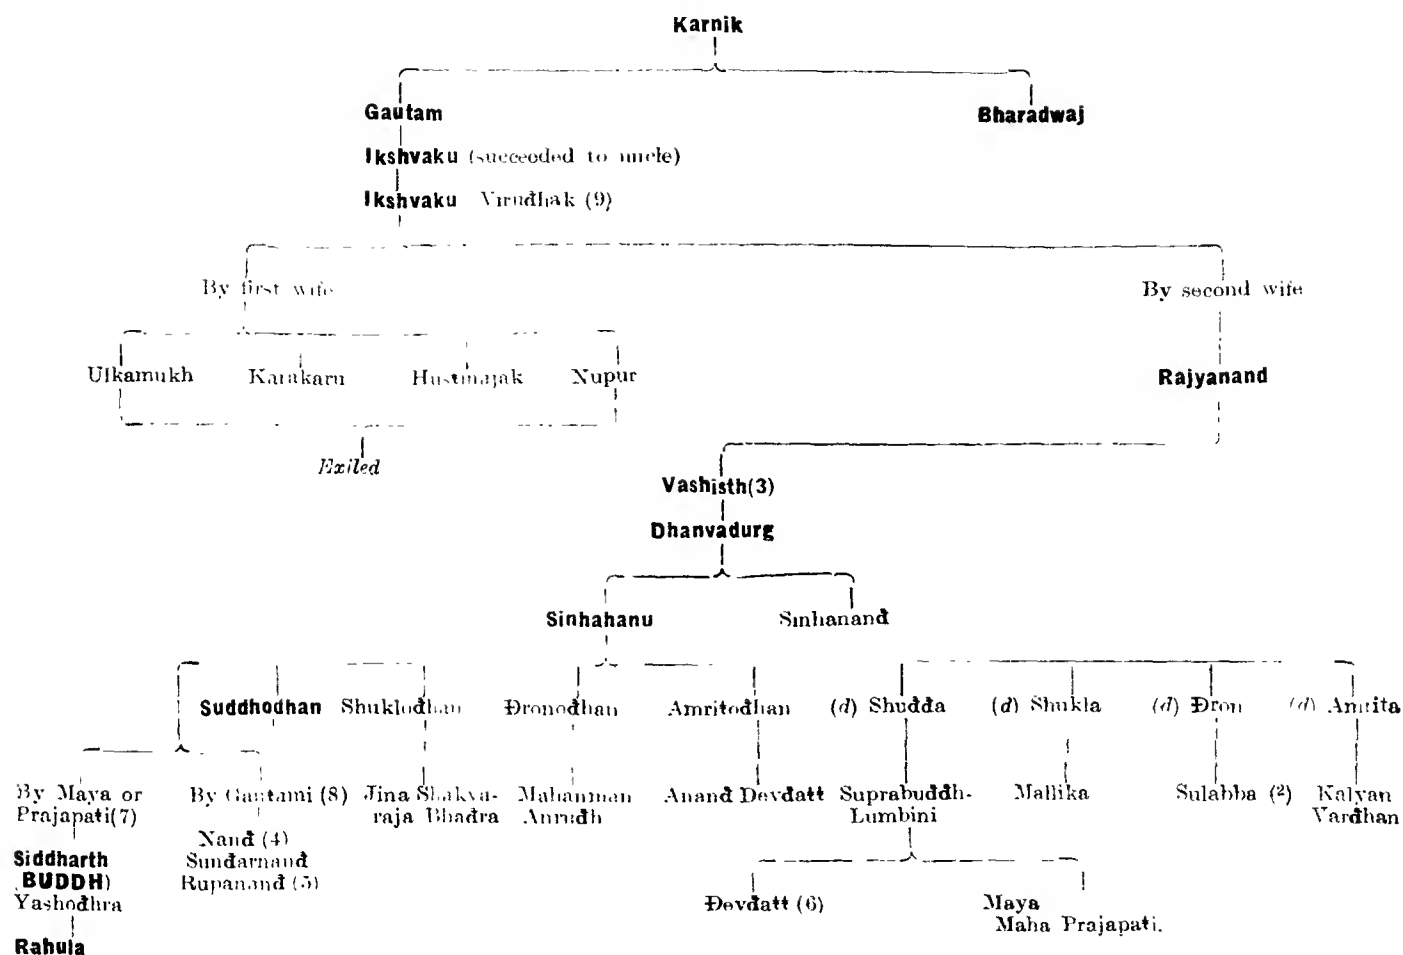 Karnik
Gautam
Bharadwaj
Ikshvaku (succeeded to uncle)
Ikshvaku Virudhak (9)
By first wife
By second wife
Ulkamukh Karakaru Hustinajak Nupur
Rajyanand
Exiled
Vashisth(3)
Dhanvadurg
Sinhahanu Sinhanand
Suddhodhan Shuklodhan Dronodhan Amritodhan (d) Shudda (d) Shukla (d) Dron (d) Amrita
By Maya or
Prajapati(7)
By Gautami (8)
Jina Shakya-
raja Bhadra
Mahanman
Anrudh
Anand Devdatt
Suprabuddh-
Lumbini
Mallika
Sulabba (2)
Kalyan
Vardhan
Siddharth
BUDDH)
Yashodhra
Nand (4)
Sundarnand
Rupanand (5)
Devdatt (6)
Maya
Maha Prajapati.
Rahula